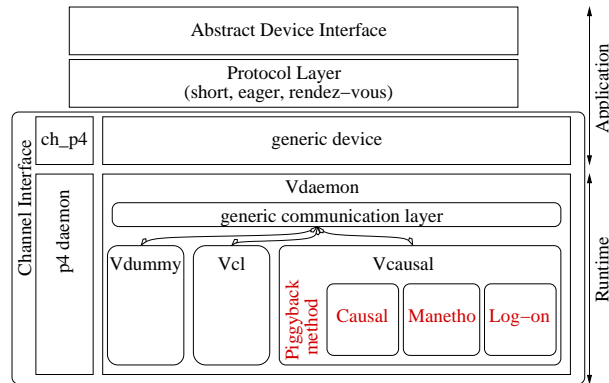 Abstract Device Interface
Protocol Layer
(short, eager, rendez−vous)
Application
Channel Interface
ch_p4
generic device
p4 daemon
Vdaemon
generic communication layer
Runtime
Vdummy
Vcl
Vcausal
Piggyback
method
Causal
Manetho
Log−on